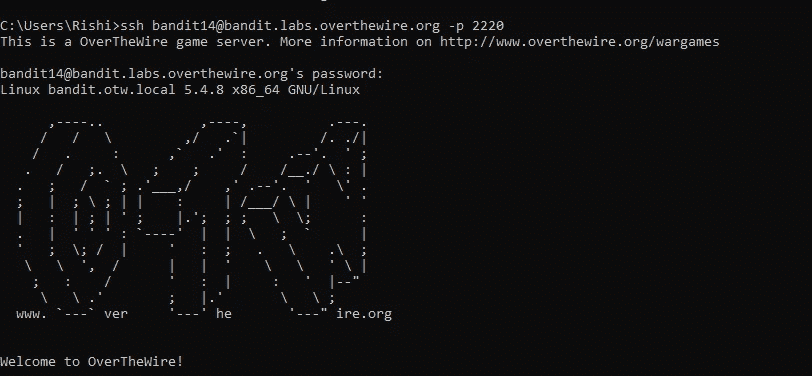 C:\Users\Rishi>ssh bandit14@bandit.labs.overthewire.org -p 2220
This is a OverTheWire game server. More information on http://www.overthewire.org/wargames
bandit14@bandit.labs.overthewire.org's password:
Linux bandit.otw.local 5.4.8 x86_64 GNU/Linux
www. ver he ire.org
Welcome to OverTheWire!